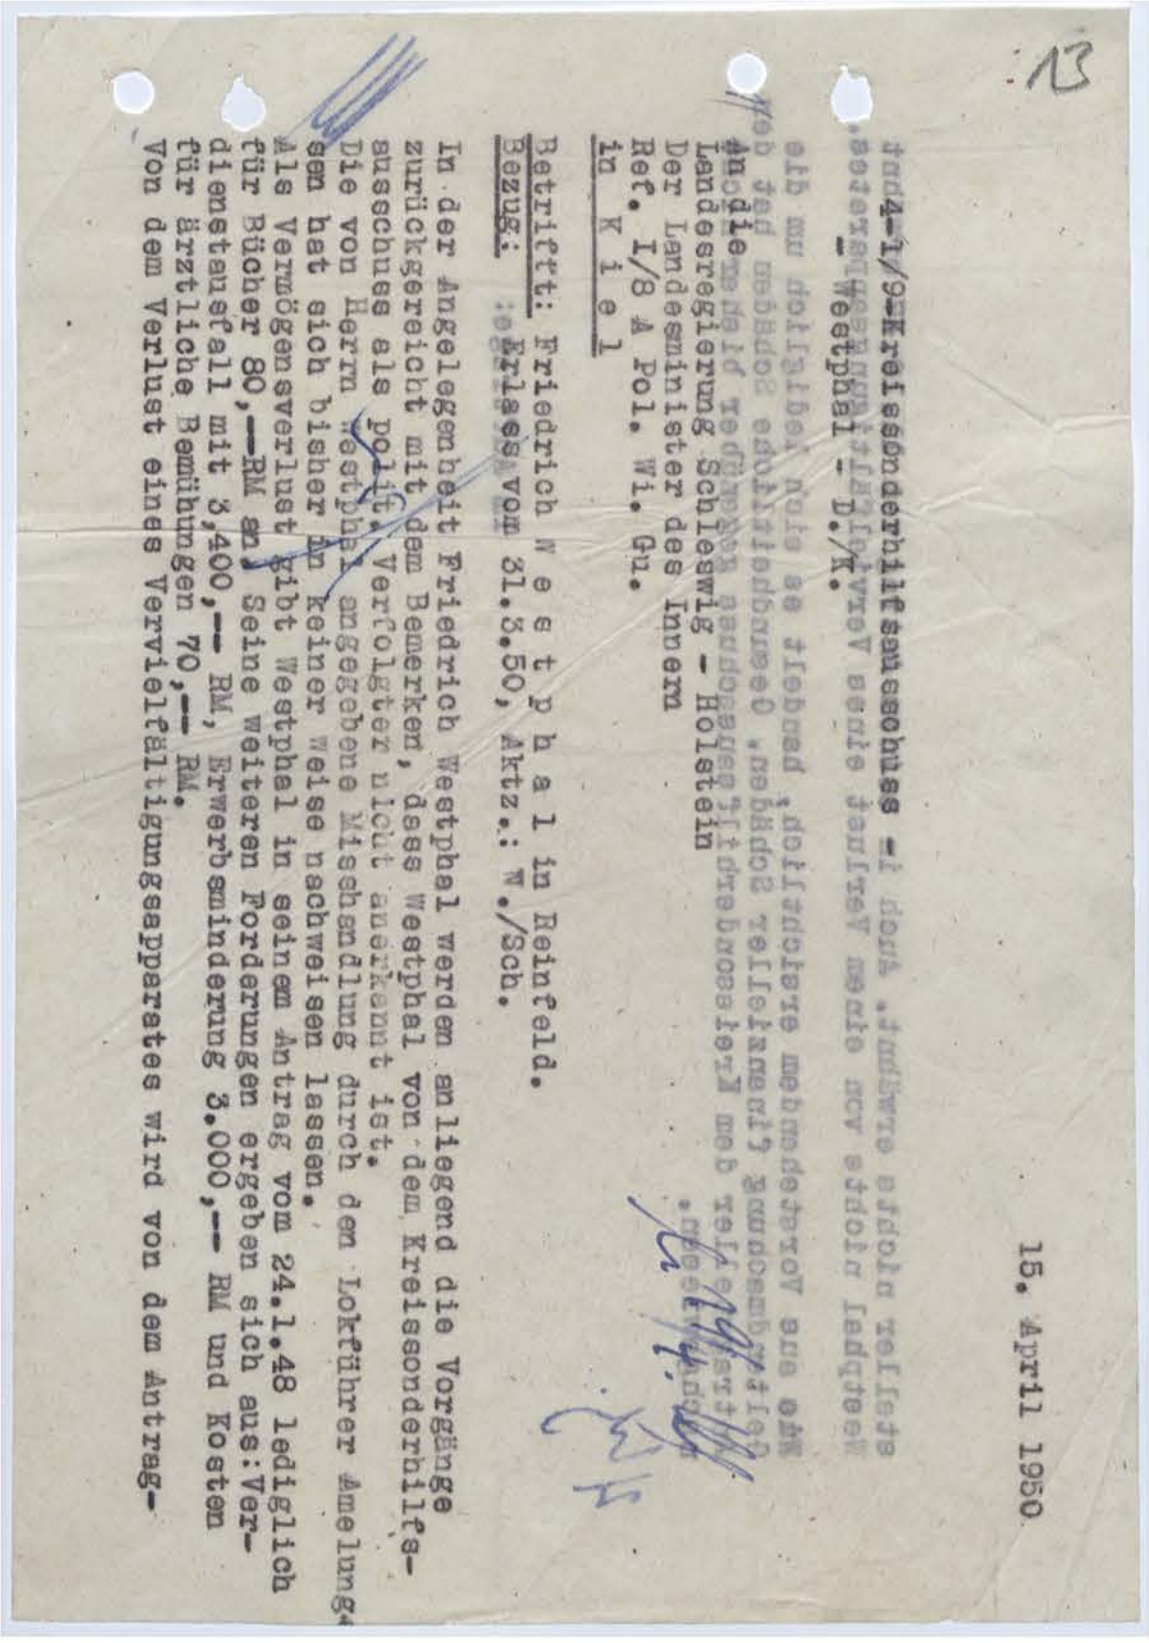 13
15. April 1950
4-1/9-Kreissonderhilfsausschuss -
- Westphal - D./K.
An die
Landesregierung Schleswig - Holstein
Der Landesminister des Innern
Ref. I/8 A Pol. Wi. Gu.
in K i e l
Betrifft: Friedrich W e s t p h a l in Reinfeld.
Bezug: Erlass vom 31.3.50, Aktz.: W./Sch.
In der Angelegenheit Friedrich Westphal werden anliegend die Vorgänge
zurückgereicht mit dem Bemerken, dass Westphal von dem Kreissonderhilfs-
ausschuss als polit. Verfolgter nicht anerkannt ist.
Die von Herrn Westphal angegebene Misshandlung durch den Lokführer Amelung-
sen hat sich bisher in keiner Weise nachweisen lassen.
Als Vermögensverlust gibt Westphal in seinem Antrag vom 24.1.48 lediglich
für Bücher 80,--RM an. Seine weiteren Forderungen ergeben sich aus:Ver-
dienstausfall mit 3,400,-- RM, Erwerbsminderung 3.000,-- RM und Kosten
für ärztliche Bemühungen 70,-- RM.
Von dem Verlust eines Vervielfältigungsapparates wird von dem Antrag-